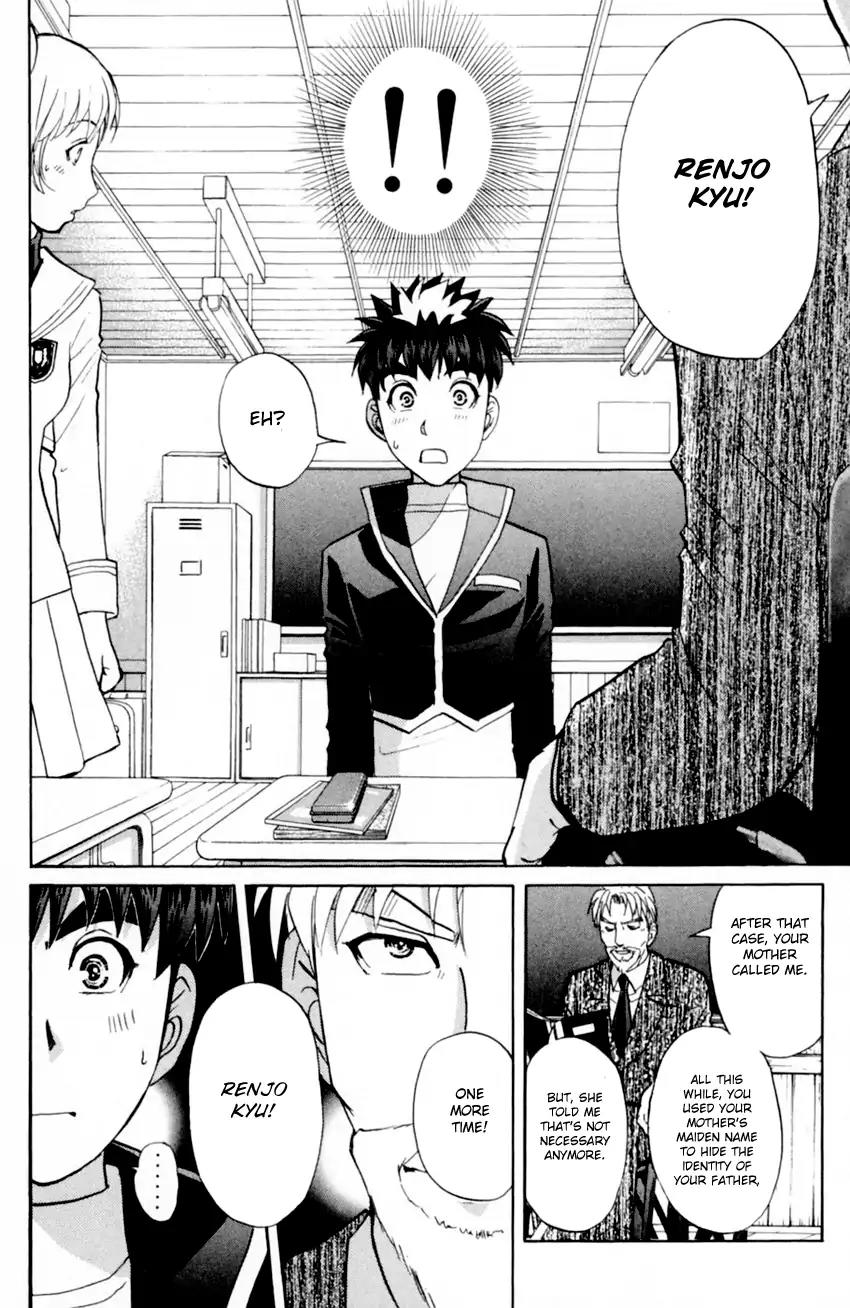 RENJO
KYU!
!!
EH?
AFTER THAT
CASE, YOUR
MOTHER
CALLED ME.
ALL THIS
WHILE, YOU
USED YOUR
MOTHER'S
MAIDEN NAME
TO HIDE THE
IDENTITY OF
YOUR FATHER,
BUT, SHE
TOLD ME
THAT'S NOT
NECESSARY
ANYMORE.
ONE
MORE
TIME!
RENJO
KYU!
......